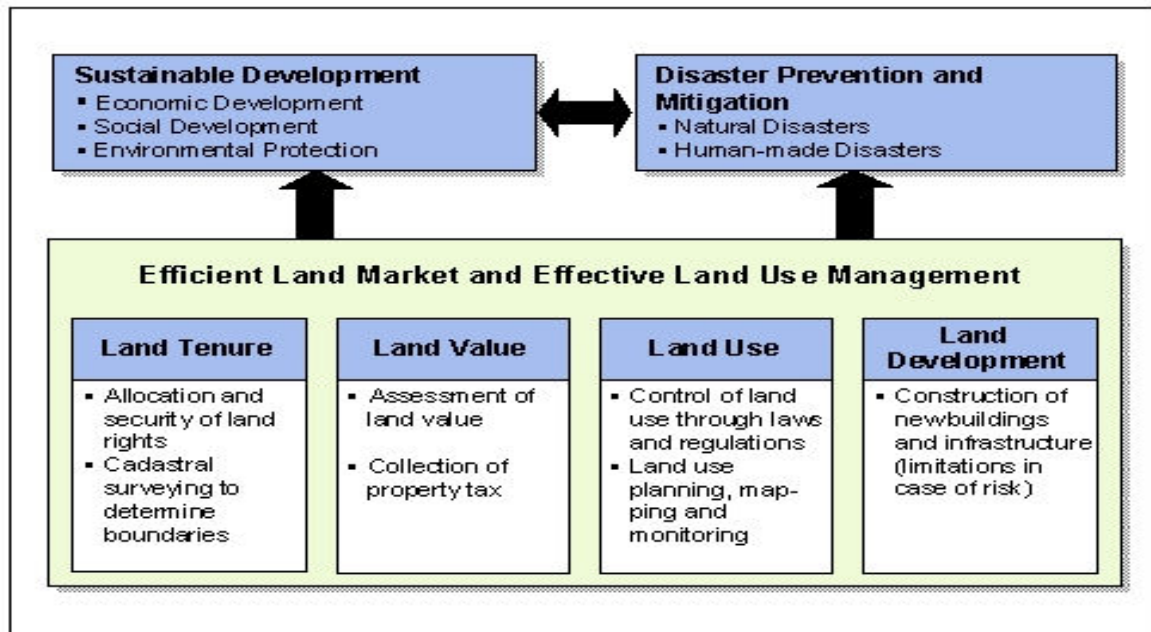 Sustainable Development
▪ Economic Development
▪ Social Development
▪ Environmental Protection
Disaster Prevention and
Mitigation
▪ Natural Disasters
▪ Human-made Disasters
Efficient Land Market and Effective Land Use Management
Land Tenure
▪ Allocation and
security of land
rights
▪ Cadastral
surveying to
determine
boundaries
Land Value
▪ Assessment of
land value
▪ Collection of
property tax
Land Use
▪ Control of land
use through laws
and regulations
▪ Land use
planning, map-
ping and
monitoring
Land
Development
▪ Construction of
newbuildings
and infrastructure
(limitations in
case of risk)